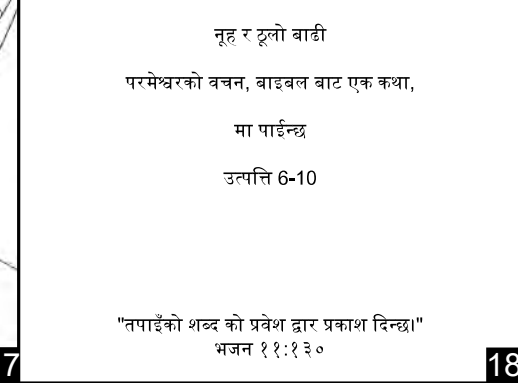 नूह र ठूलो बाढी
परमेश्वरको वचन, बाइबल बाट एक कथा,
मा पाईन्छ
उत्पत्ति 6-10
"तपाइँको शब्द को प्रवेश द्वार प्रकाश दिन्छ।"
भजन ११:१३०
7
18